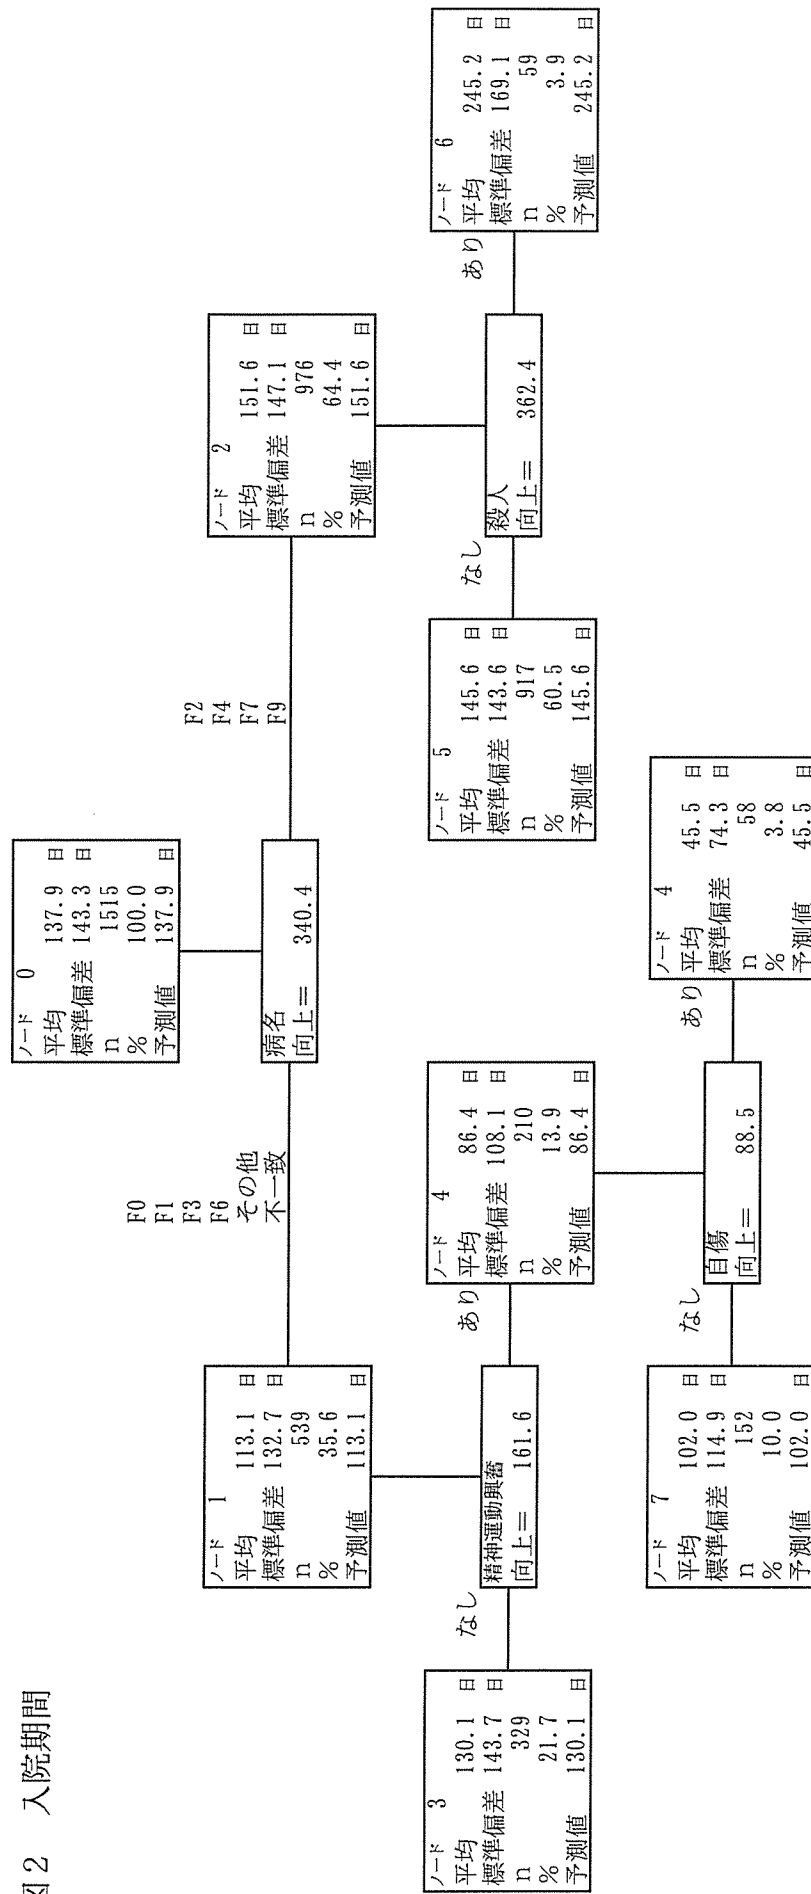 図2 入院期間
ノード 0
平均 137.9 日
標準偏差 143.3 日
n 1515
% 100.0
予測値 137.9 日
病名
向上= 340.4
F0
F1
F3
F6
その他
不一致
F2
F4
F7
F9
ノード 1
平均 113.1 日
標準偏差 132.7 日
n 539
% 35.6
予測値 113.1 日
ノード 2
平均 151.6 日
標準偏差 147.1 日
n 976
% 64.4
予測値 151.6 日
精神運動興奮
向上= 161.6
なし
あり
殺人
向上= 362.4
なし
あり
ノード 3
平均 130.1 日
標準偏差 143.7 日
n 329
% 21.7
予測値 130.1 日
ノード 4
平均 86.4 日
標準偏差 108.1 日
n 210
% 13.9
予測値 86.4 日
ノード 5
平均 145.6 日
標準偏差 143.6 日
n 917
% 60.5
予測値 145.6 日
ノード 6
平均 245.2 日
標準偏差 169.1 日
n 59
% 3.9
予測値 245.2 日
自傷
向上= 88.5
なし
あり
ノード 7
平均 102.0 日
標準偏差 114.9 日
n 152
% 10.0
予測値 102.0 日
ノード 4
平均 45.5 日
標準偏差 74.3 日
n 58
% 3.8
予測値 45.5 日